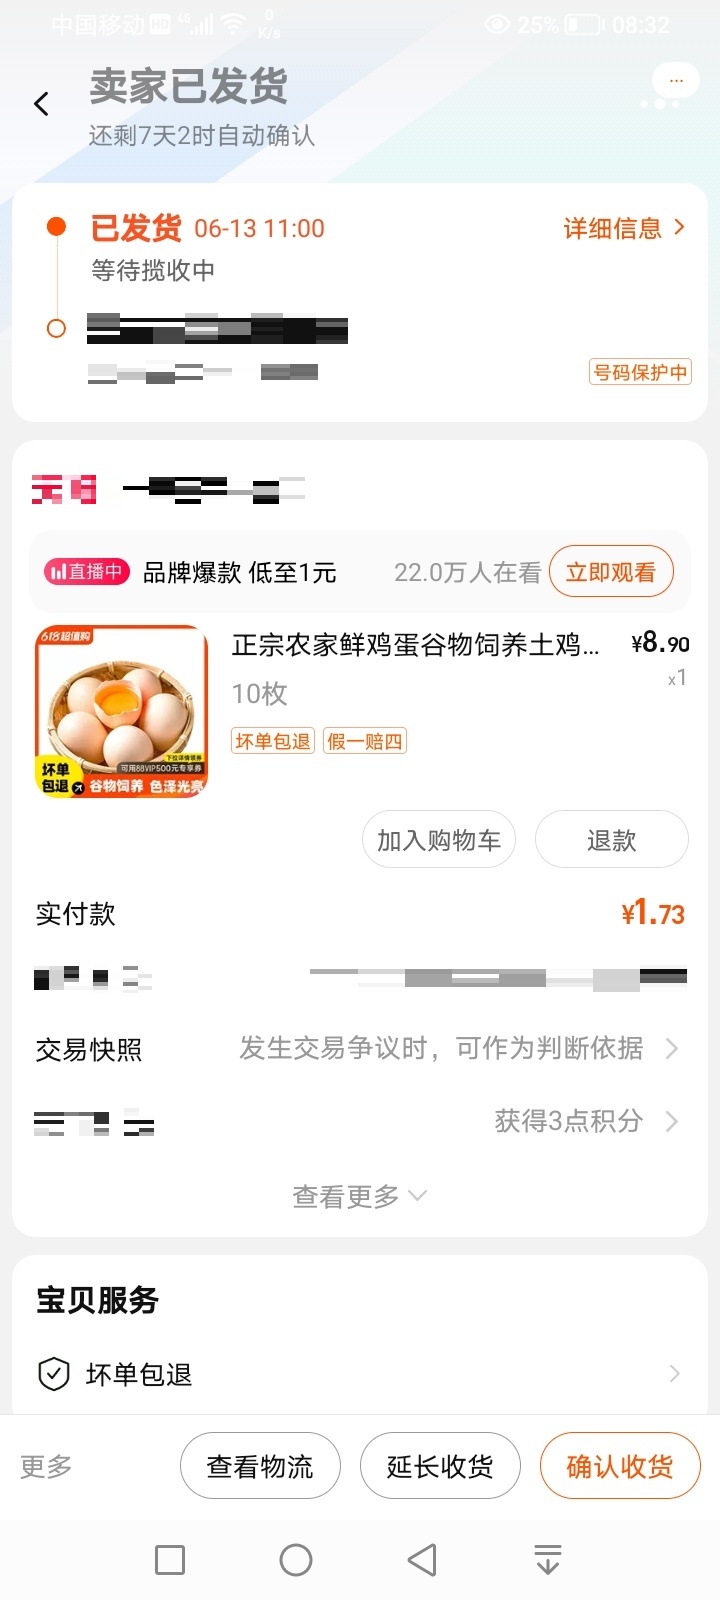 中国移动 HD 46 0 K/s 25% 08:32
卖家已发货
还剩7天2时自动确认
已发货 06-13 11:00 详细信息
等待揽收中
号码保护中
直播中 品牌爆款 低至1元 22.0万人在看 立即观看
618超值购
正宗农家鲜鸡蛋谷物饲养土鸡... ¥8.90
10枚 x1
坏单包退 假一赔四
下拉详情领券
可用88VIP500元专享券
坏单
包退 谷物饲养 色泽光亮
加入购物车 退款
实付款 ¥1.73
交易快照 发生交易争议时，可作为判断依据
获得3点积分
查看更多
宝贝服务
坏单包退
更多 查看物流 延长收货 确认收货